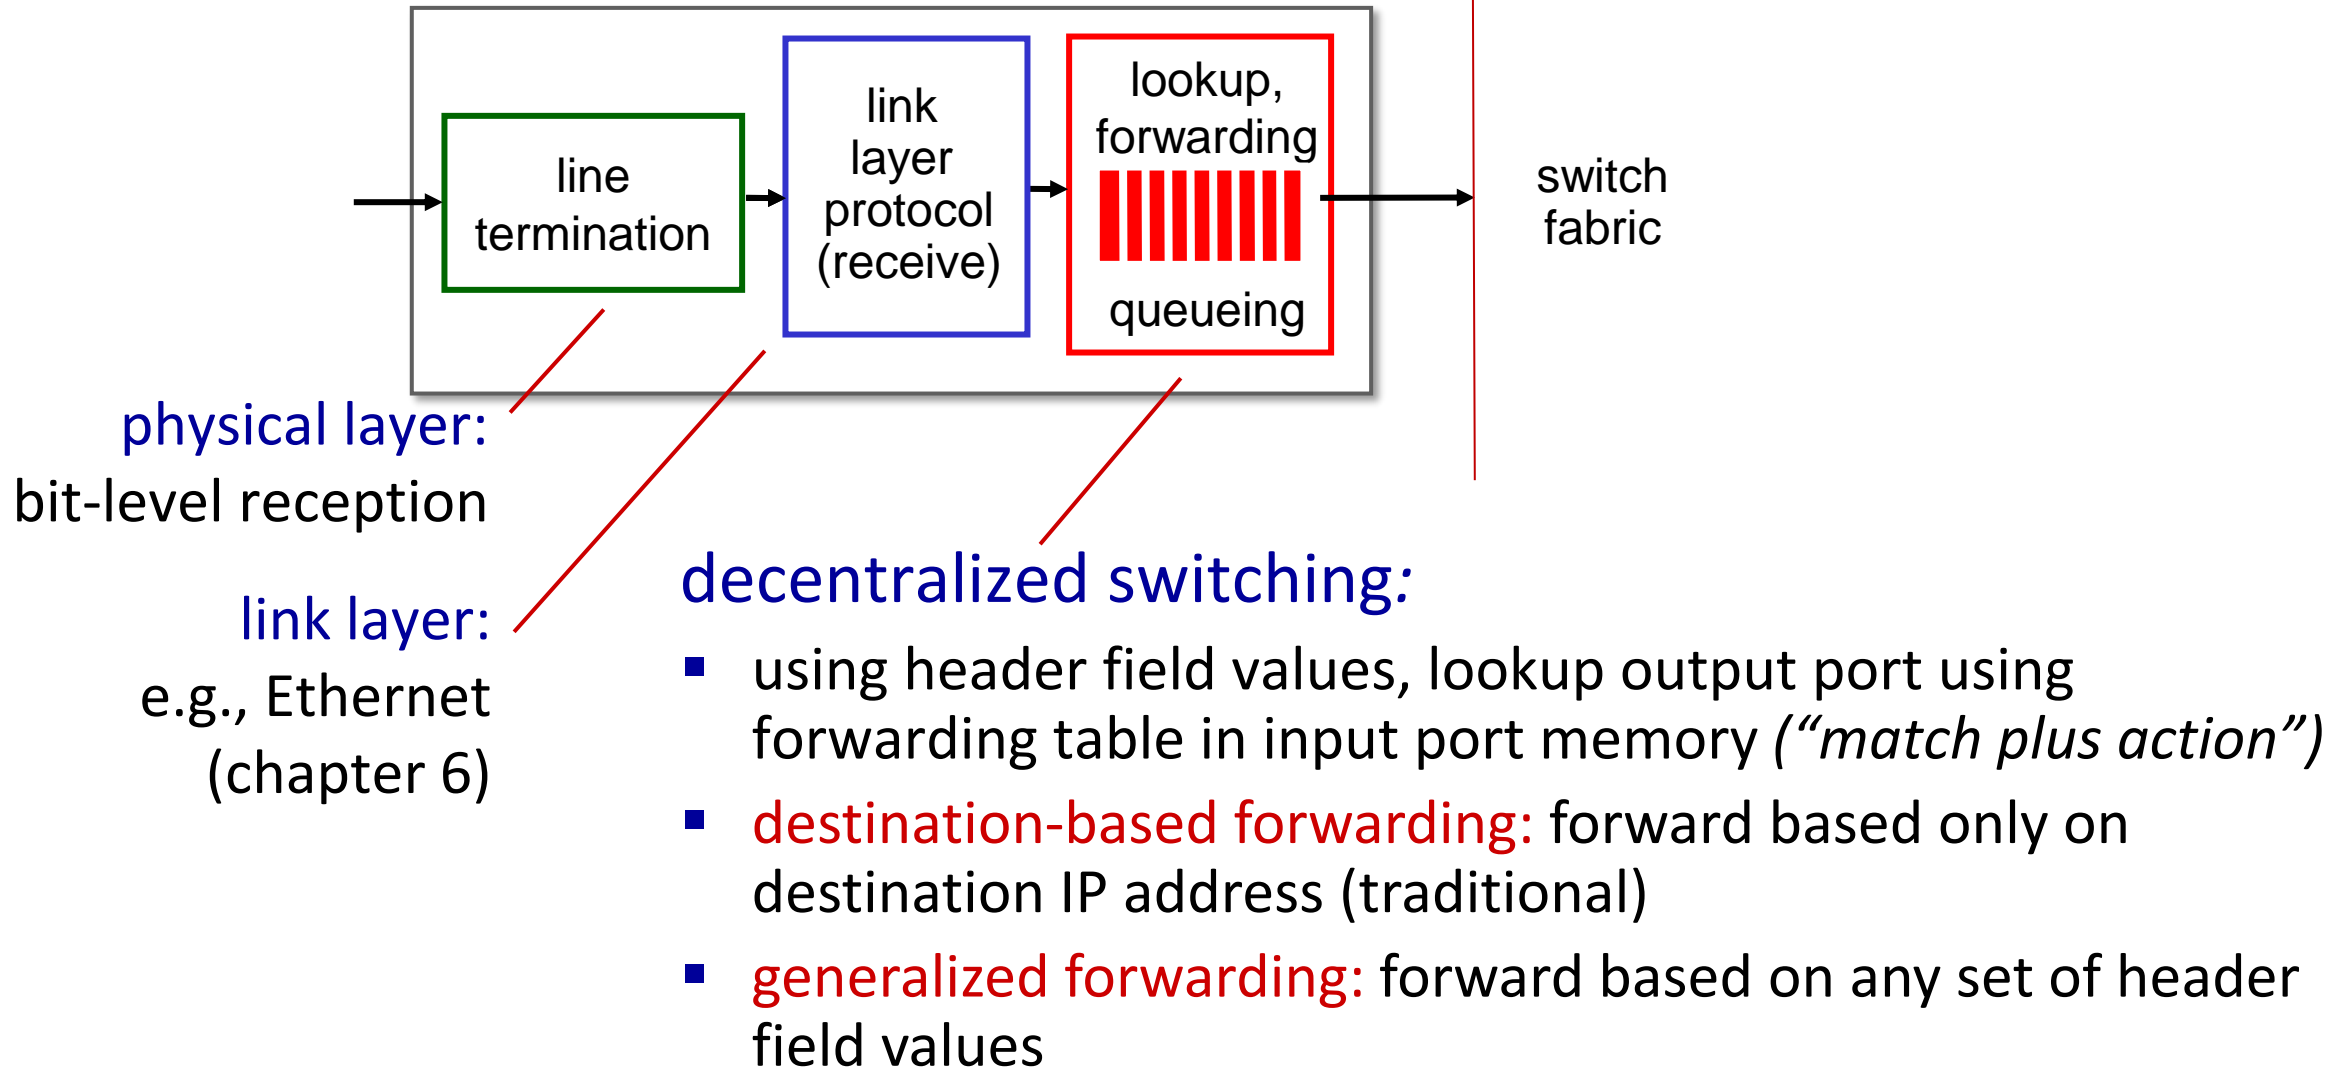 line
termination
link
layer
protocol
(receive)
lookup,
forwarding
queueing
switch
fabric
physical layer:
bit-level reception
link layer:
e.g., Ethernet
(chapter 6)
decentralized switching:
▪ using header field values, lookup output port using
forwarding table in input port memory (“match plus action”)
▪ destination-based forwarding: forward based only on
destination IP address (traditional)
▪ generalized forwarding: forward based on any set of header
field values